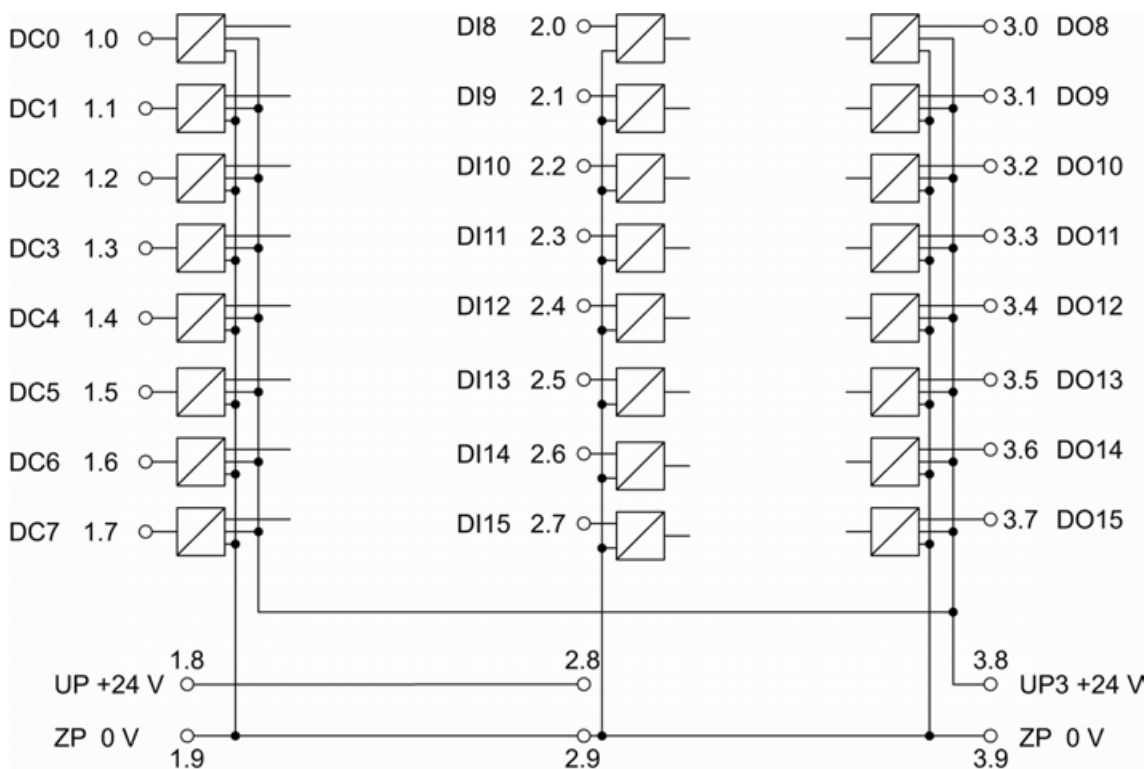 DC0 1.0 DI8 2.0 3.0 DO8
DC1 1.1 DI9 2.1 3.1 DO9
DC2 1.2 DI10 2.2 3.2 DO10
DC3 1.3 DI11 2.3 3.3 DO11
DC4 1.4 DI12 2.4 3.4 DO12
DC5 1.5 DI13 2.5 3.5 DO13
DC6 1.6 DI14 2.6 3.6 DO14
DC7 1.7 DI15 2.7 3.7 DO15
1.8 2.8 3.8
UP +24 V UP3 +24 V
ZP 0 V ZP 0 V
1.9 2.9 3.9